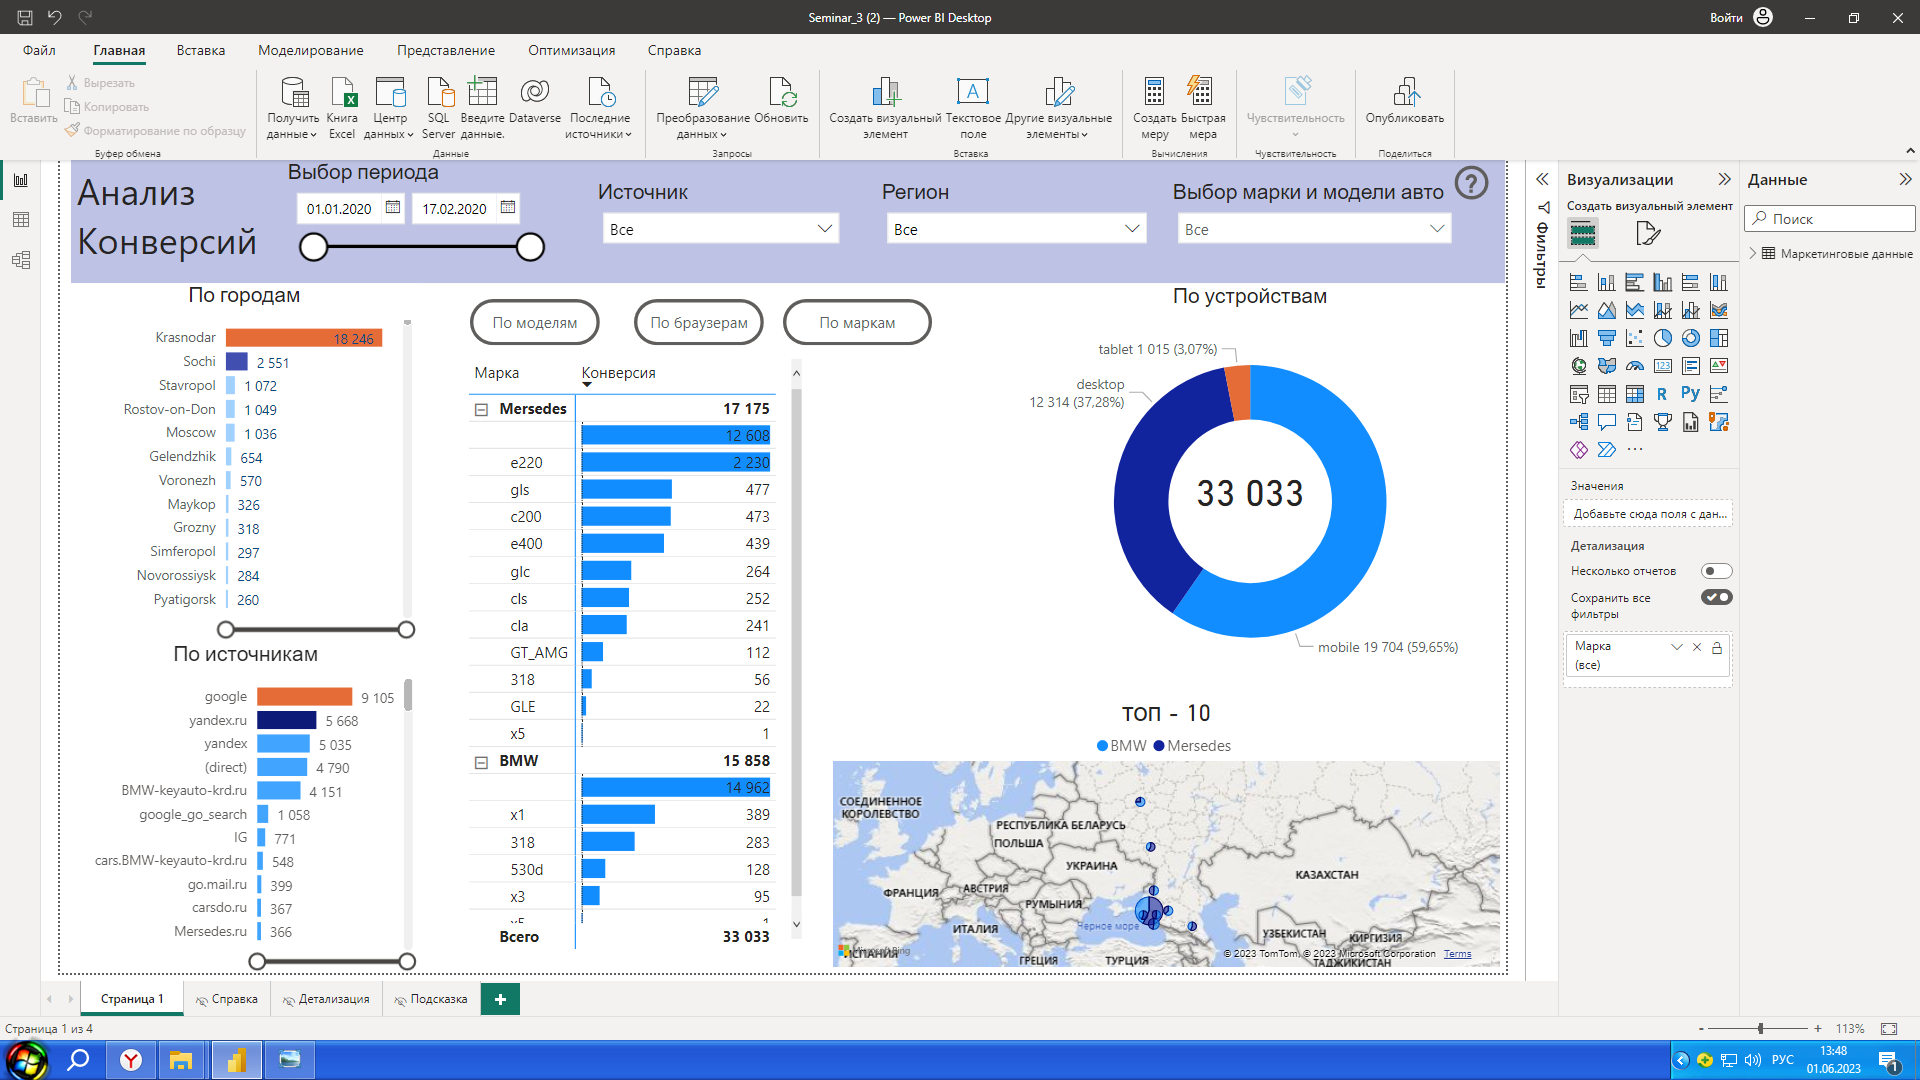 Seminar_3 (2) — Power BI Desktop
Войти
Файл
Главная
Вставка
Моделирование
Представление
Оптимизация
Справка
Вставить
Вырезать
Копировать
Форматирование по образцу
Буфер обмена
Получить данные
Книга Excel
Центр данных
SQL Server
Введите данные.
Dataverse
Последние источники
Данные
Преобразование данных
Обновить
Запросы
Создать визуальный элемент
Текстовое поле
Другие визуальные элементы
Вставка
Создать меру
Быстрая мера
Вычисления
Чувствительность
Чувствительность
Опубликовать
Поделиться
Анализ
Конверсий
Выбор периода
01.01.2020
17.02.2020
Источник
Все
Регион
Все
Выбор марки и модели авто
Все
?
По городам
Krasnodar 18 246
Sochi 2 551
Stavropol 1 072
Rostov-on-Don 1 049
Moscow 1 036
Gelendzhik 654
Voronezh 570
Maykop 326
Grozny 318
Simferopol 297
Novorossiysk 284
Pyatigorsk 260
По источникам
google 9 105
yandex.ru 5 668
yandex 5 035
(direct) 4 790
BMW-keyauto-krd.ru 4 151
google_go_search 1 058
IG 771
cars.BMW-keyauto-krd.ru 548
go.mail.ru 399
carsdo.ru 367
Mersedes.ru 366
По моделям
По браузерам
По маркам
Марка Конверсия
Mersedes 17 175
12 608
e220 2 230
gls 477
c200 473
e400 439
glc 264
cls 252
cla 241
GT_AMG 112
318 56
GLE 22
x5 1
BMW 15 858
14 962
x1 389
318 283
530d 128
x3 95
x5 1
Всего 33 033
По устройствам
tablet 1 015 (3,07%)
desktop
12 314 (37,28%)
33 033
mobile 19 704 (59,65%)
топ - 10
BMW Mersedes
СОЕДИНЕННОЕ
КОРОЛЕВСТВО
РЕСПУБЛИКА БЕЛАРУСЬ
ПОЛЬША
УКРАИНА
КАЗАХСТАН
ФРАНЦИЯ
АВСТРИЯ
РУМЫНИЯ
Черное море
ИТАЛИЯ
УЗБЕКИСТАН
КИРГИЗИЯ
Microsoft Bing
ИСПАНИЯ
ГРЕЦИЯ
ТУРЦИЯ
ТАДЖИКИСТАН
© 2023 TomTom, © 2023 Microsoft Corporation Terms
Фильтры
Визуализации
Создать визуальный элемент
123
R
Py
Значения
Добавьте сюда поля с дан...
Детализация
Несколько отчетов
Сохранить все
фильтры
Марка
(все)
Данные
Поиск
Маркетинговые данные
Страница 1
Справка
Детализация
Подсказка
+
Страница 1 из 4
- + 113%
РУС
13:48
01.06.2023
1